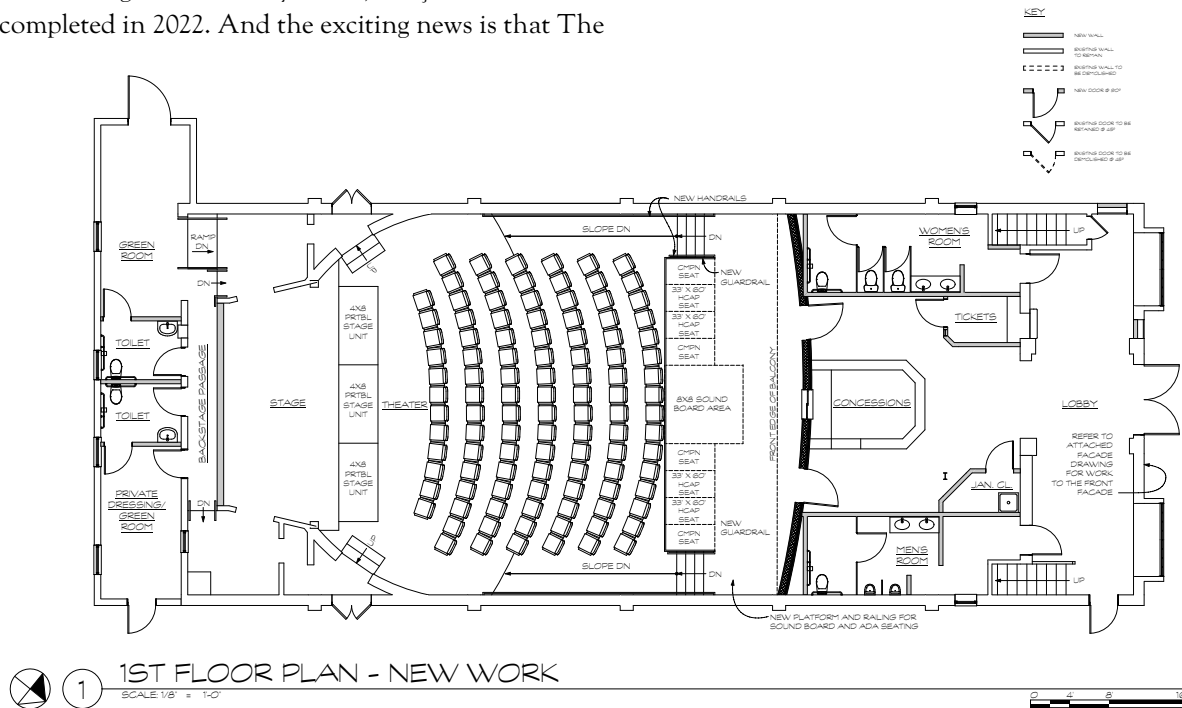 completed in 2022. And the exciting news is that The
KEY
NEW WALL
EXISTING WALL
TO REMAIN
EXISTING WALL TO
BE DEMOLISHED
NEW DOOR @ 90°
EXISTING DOOR TO BE
RETAINED @ 45°
EXISTING DOOR TO BE
DEMOLISHED @ 45°
NEW HANDRAILS
SLOPE DN
DN
NEW
GUARDRAIL
WOMEN'S
ROOM
UP
GREEN
ROOM
RAMP
DN
DN
UP
CMPN
SEAT
33" X 60"
HCAP
SEAT
33" X 60"
HCAP
SEAT
CMPN
SEAT
4X8
PRTBL
STAGE
UNIT
TICKETS
TOILET
BACKSTAGE PASSAGE
STAGE
4X8
PRTBL
STAGE
UNIT
THEATER
8X8 SOUND
BOARD AREA
FRONT EDGE OF BALCONY
CONCESSIONS
LOBBY
TOILET
REFER TO
ATTACHED
FACADE
DRAWING
FOR WORK
TO THE FRONT
FACADE
4X8
PRTBL
STAGE
UNIT
CMPN
SEAT
33" X 60"
HCAP
SEAT
33" X 60"
HCAP
SEAT
CMPN
SEAT
JAN. CL.
PRIVATE
DRESSING/
GREEN
ROOM
DN
UP
NEW
GUARDRAIL
MEN'S
ROOM
SLOPE DN
DN
UP
NEW PLATFORM AND RAILING FOR
SOUND BOARD AND ADA SEATING
1
1ST FLOOR PLAN - NEW WORK
SCALE: 1/8" = 1'-0"
0 4' 8'